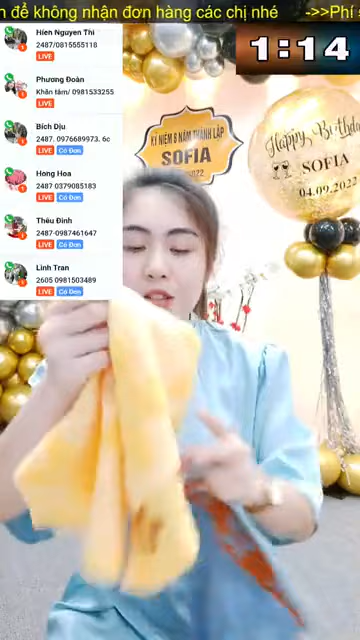 n để không nhận đơn hàng các chị nhé ->>Phí s
1:14
Hiền Nguyen Thi
2487/0815555118
LIVE
Phương Đoàn
Khăn tắm/ 0981533255
LIVE
Bích Dịu
2487. 0976689973. 6c
LIVE Có Đơn
Hong Hoa
2487 0379085183
LIVE Có Đơn
Thêu Đinh
2487-0987461647
LIVE Có Đơn
Linh Tran
2605 0981503489
LIVE Có Đơn
KỶ NIỆM 8 NĂM THÀNH LẬP
SOFIA
2022
Happy Birthday
SOFIA
04.09.2022